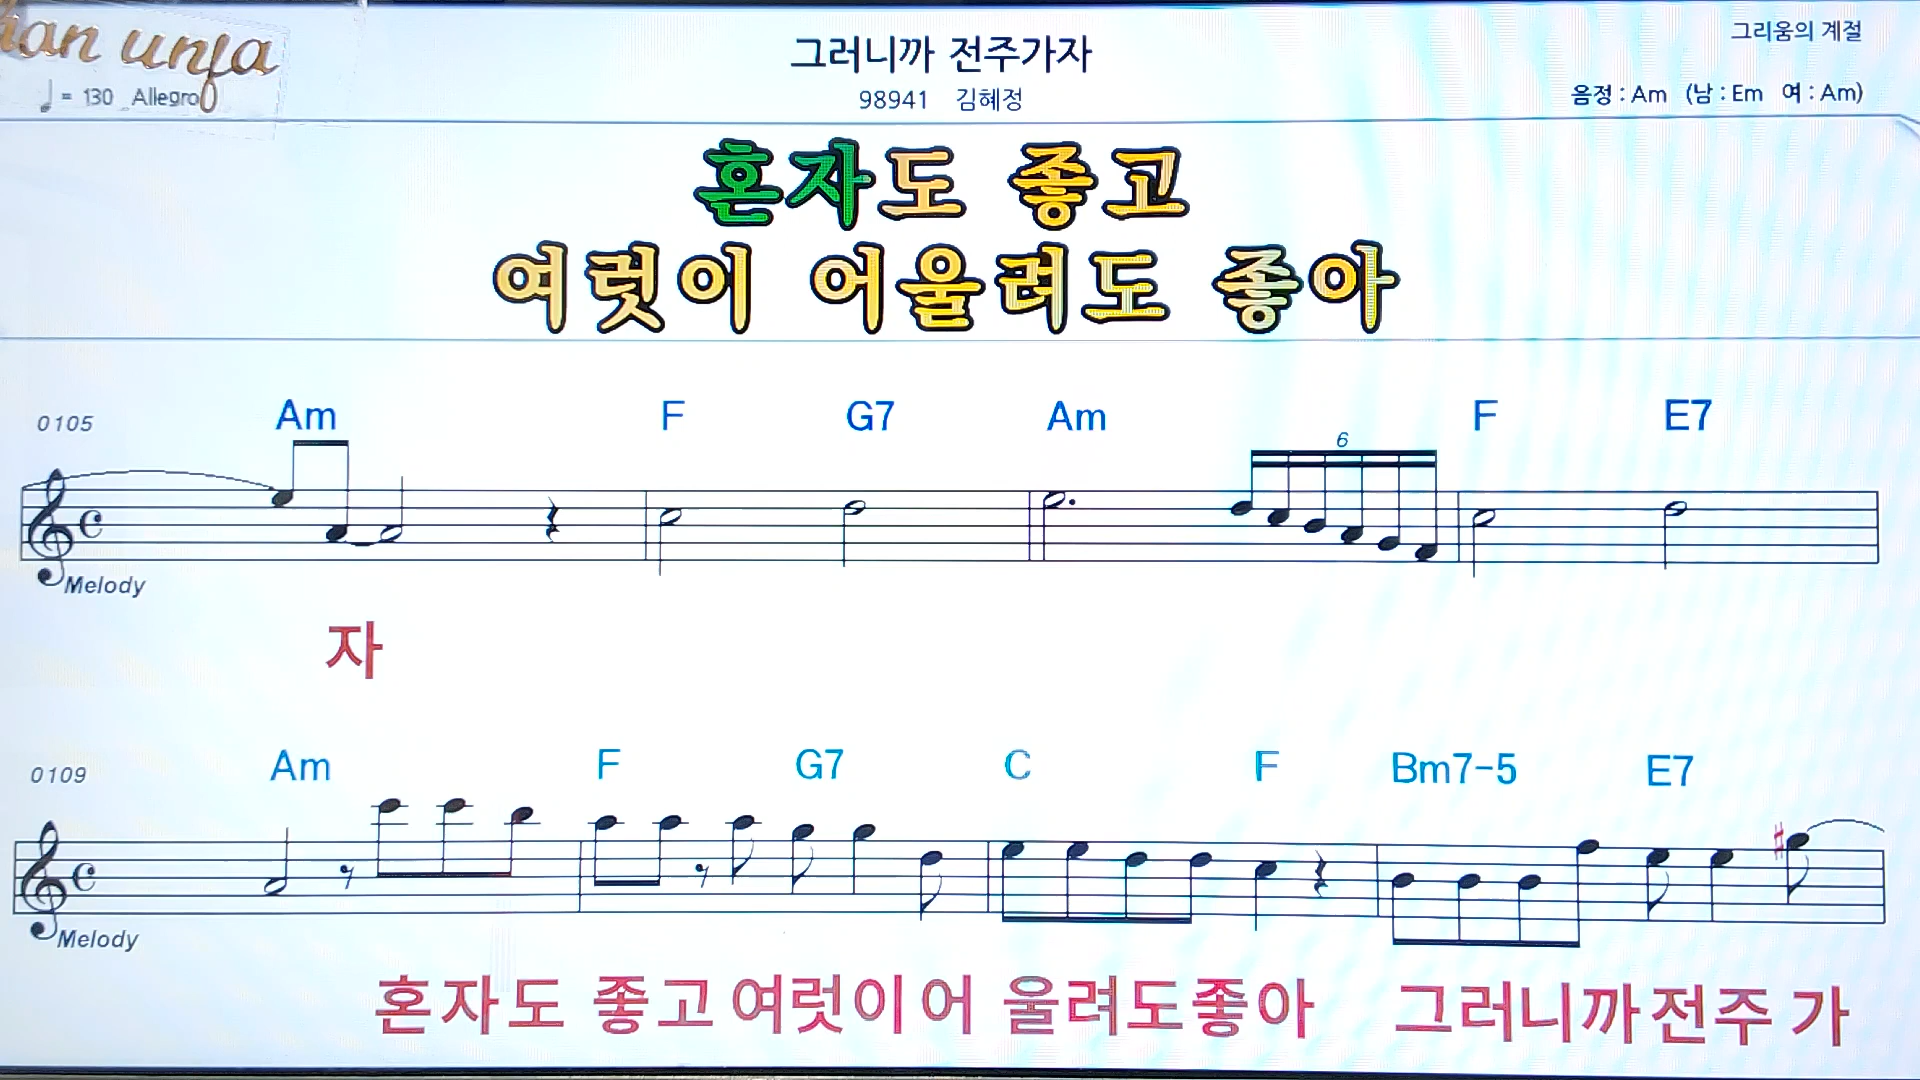 unja
그러니까 전주가자
그리움의 계절
♩= 130 Allegro
98941 김혜정
음정 : Am (남 : Em 여 : Am)
혼자도 좋고
여럿이 어울려도 좋아
0105 Am F G7 Am 6 F E7
Melody
자
0109 Am F G7 C F Bm7-5 E7
Melody
혼자도 좋고여럿이어 울려도좋아 그러니까전주 가